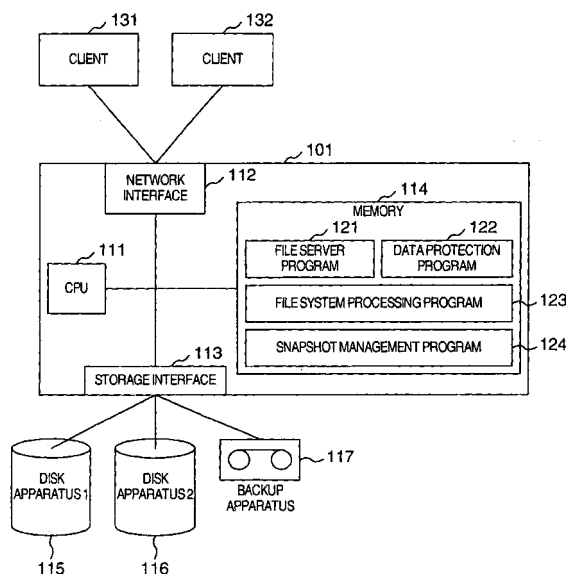 131
132
CLIENT
CLIENT
101
NETWORK
INTERFACE
112
114
MEMORY
121
122
FILE SERVER
PROGRAM
DATA PROTECTION
PROGRAM
111
CPU
FILE SYSTEM PROCESSING PROGRAM
123
SNAPSHOT MANAGEMENT PROGRAM
124
113
STORAGE INTERFACE
DISK
APPARATUS 1
DISK
APPARATUS 2
117
BACKUP
APPARATUS
115
116